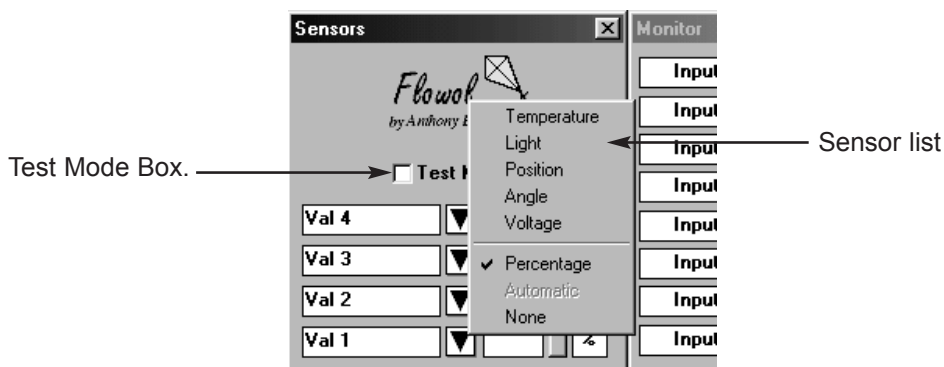 Sensors
Monitor
Flowol
by Anthony
Test Mode Box.
Test
Sensor list
Temperature
Light
Position
Angle
Voltage
Percentage
Automatic
None
Val 4
Val 3
Val 2
Val 1
%
Input
Input
Input
Input
Input
Input
Input
Input